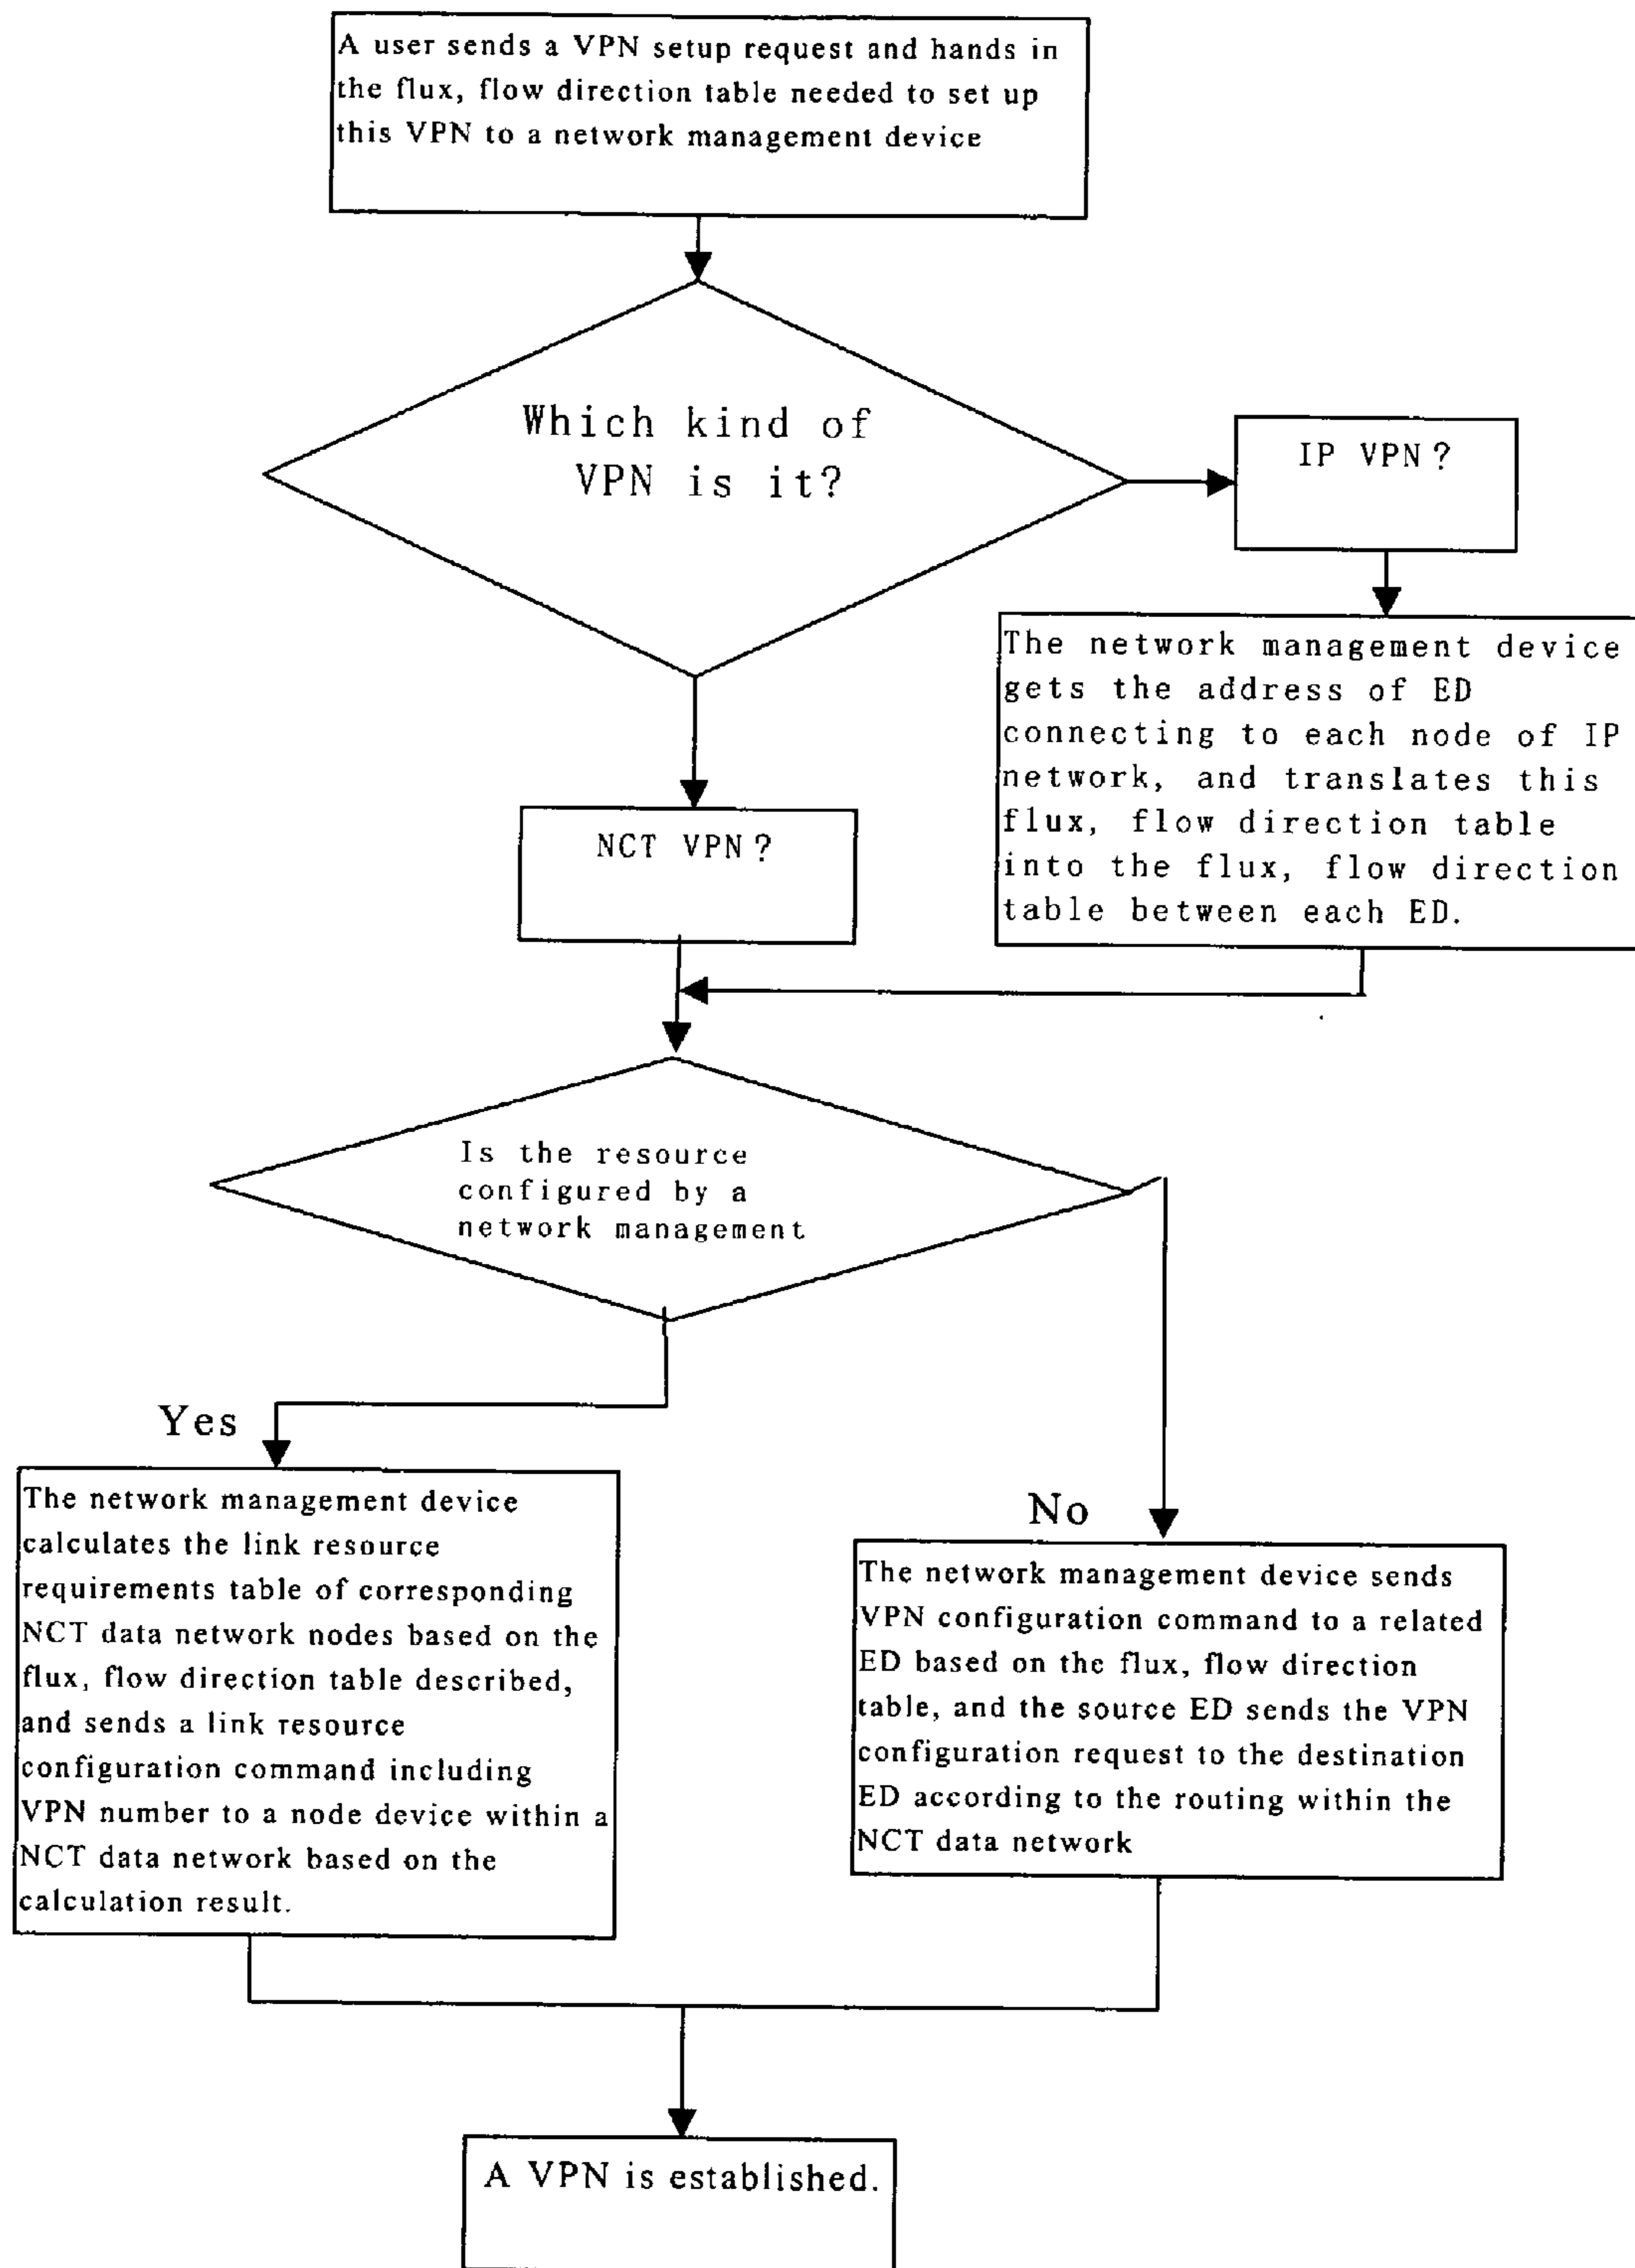 A user sends a VPN setup request and hands in
the flux, flow direction table needed to set up
this VPN to a network management device
Which kind of
VPN is it?
IP VPN?
The network management device
gets the address of ED
connecting to each node of IP
network, and translates this
flux, flow direction table
into the flux, flow direction
table between each ED.
NCT VPN?
Is the resource
configured by a
network management
Yes
The network management device
calculates the link resource
requirements table of corresponding
NCT data network nodes based on the
flux, flow direction table described,
and sends a link resource
configuration command including
VPN number to a node device within a
NCT data network based on the
calculation result.
No
The network management device sends
VPN configuration command to a related
ED based on the flux, flow direction
table, and the source ED sends the VPN
configuration request to the destination
ED according to the routing within the
NCT data network
A VPN is established.